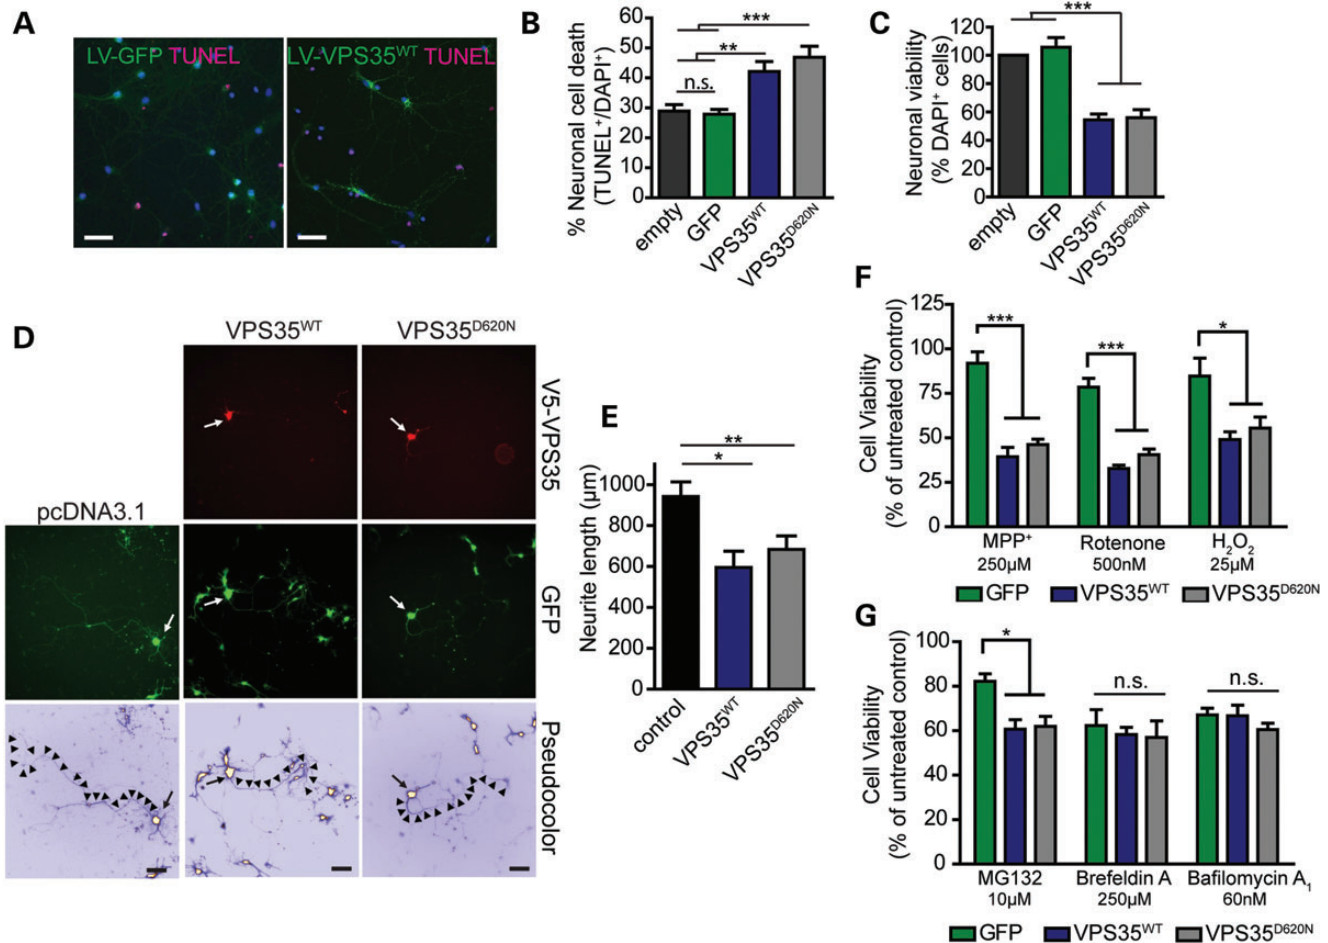 A
LV-GFP TUNEL
LV-VPS35WT TUNEL
B
% Neuronal cell death
(TUNEL+/DAPI+)
60
50
40
30
20
10
0
n.s.
**
***
empty
GFP
VPS35WT
VPS35D620N
C
Neuronal viability
(% DAPI+ cells)
120
100
80
60
40
20
0
***
empty
GFP
VPS35WT
VPS35D620N
D
VPS35WT
VPS35D620N
V5-VPS35
pcDNA3.1
GFP
Pseudocolor
E
Neurite length (µm)
1000
800
600
400
200
0
**
*
control
VPS35WT
VPS35D620N
F
Cell Viability
(% of untreated control)
125
100
75
50
25
0
***
***
*
MPP+
250µM
Rotenone
500nM
H2O2
25µM
GFP
VPS35WT
VPS35D620N
G
Cell Viability
(% of untreated control)
100
80
60
40
20
0
*
n.s.
n.s.
MG132
10µM
Brefeldin A
250µM
Bafilomycin A1
60nM
GFP
VPS35WT
VPS35D620N